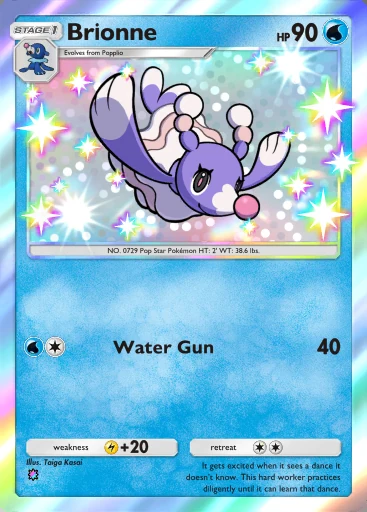 STAGE 1
Brionne
HP 90
Evolves from Popplio
NO. 0729 Pop Star Pokémon HT: 2' WT: 38.6 lbs.
Water Gun 40
weakness +20 retreat
Illus. Taiga Kasai
It gets excited when it sees a dance it
doesn't know. This hard worker practices
diligently until it can learn that dance.